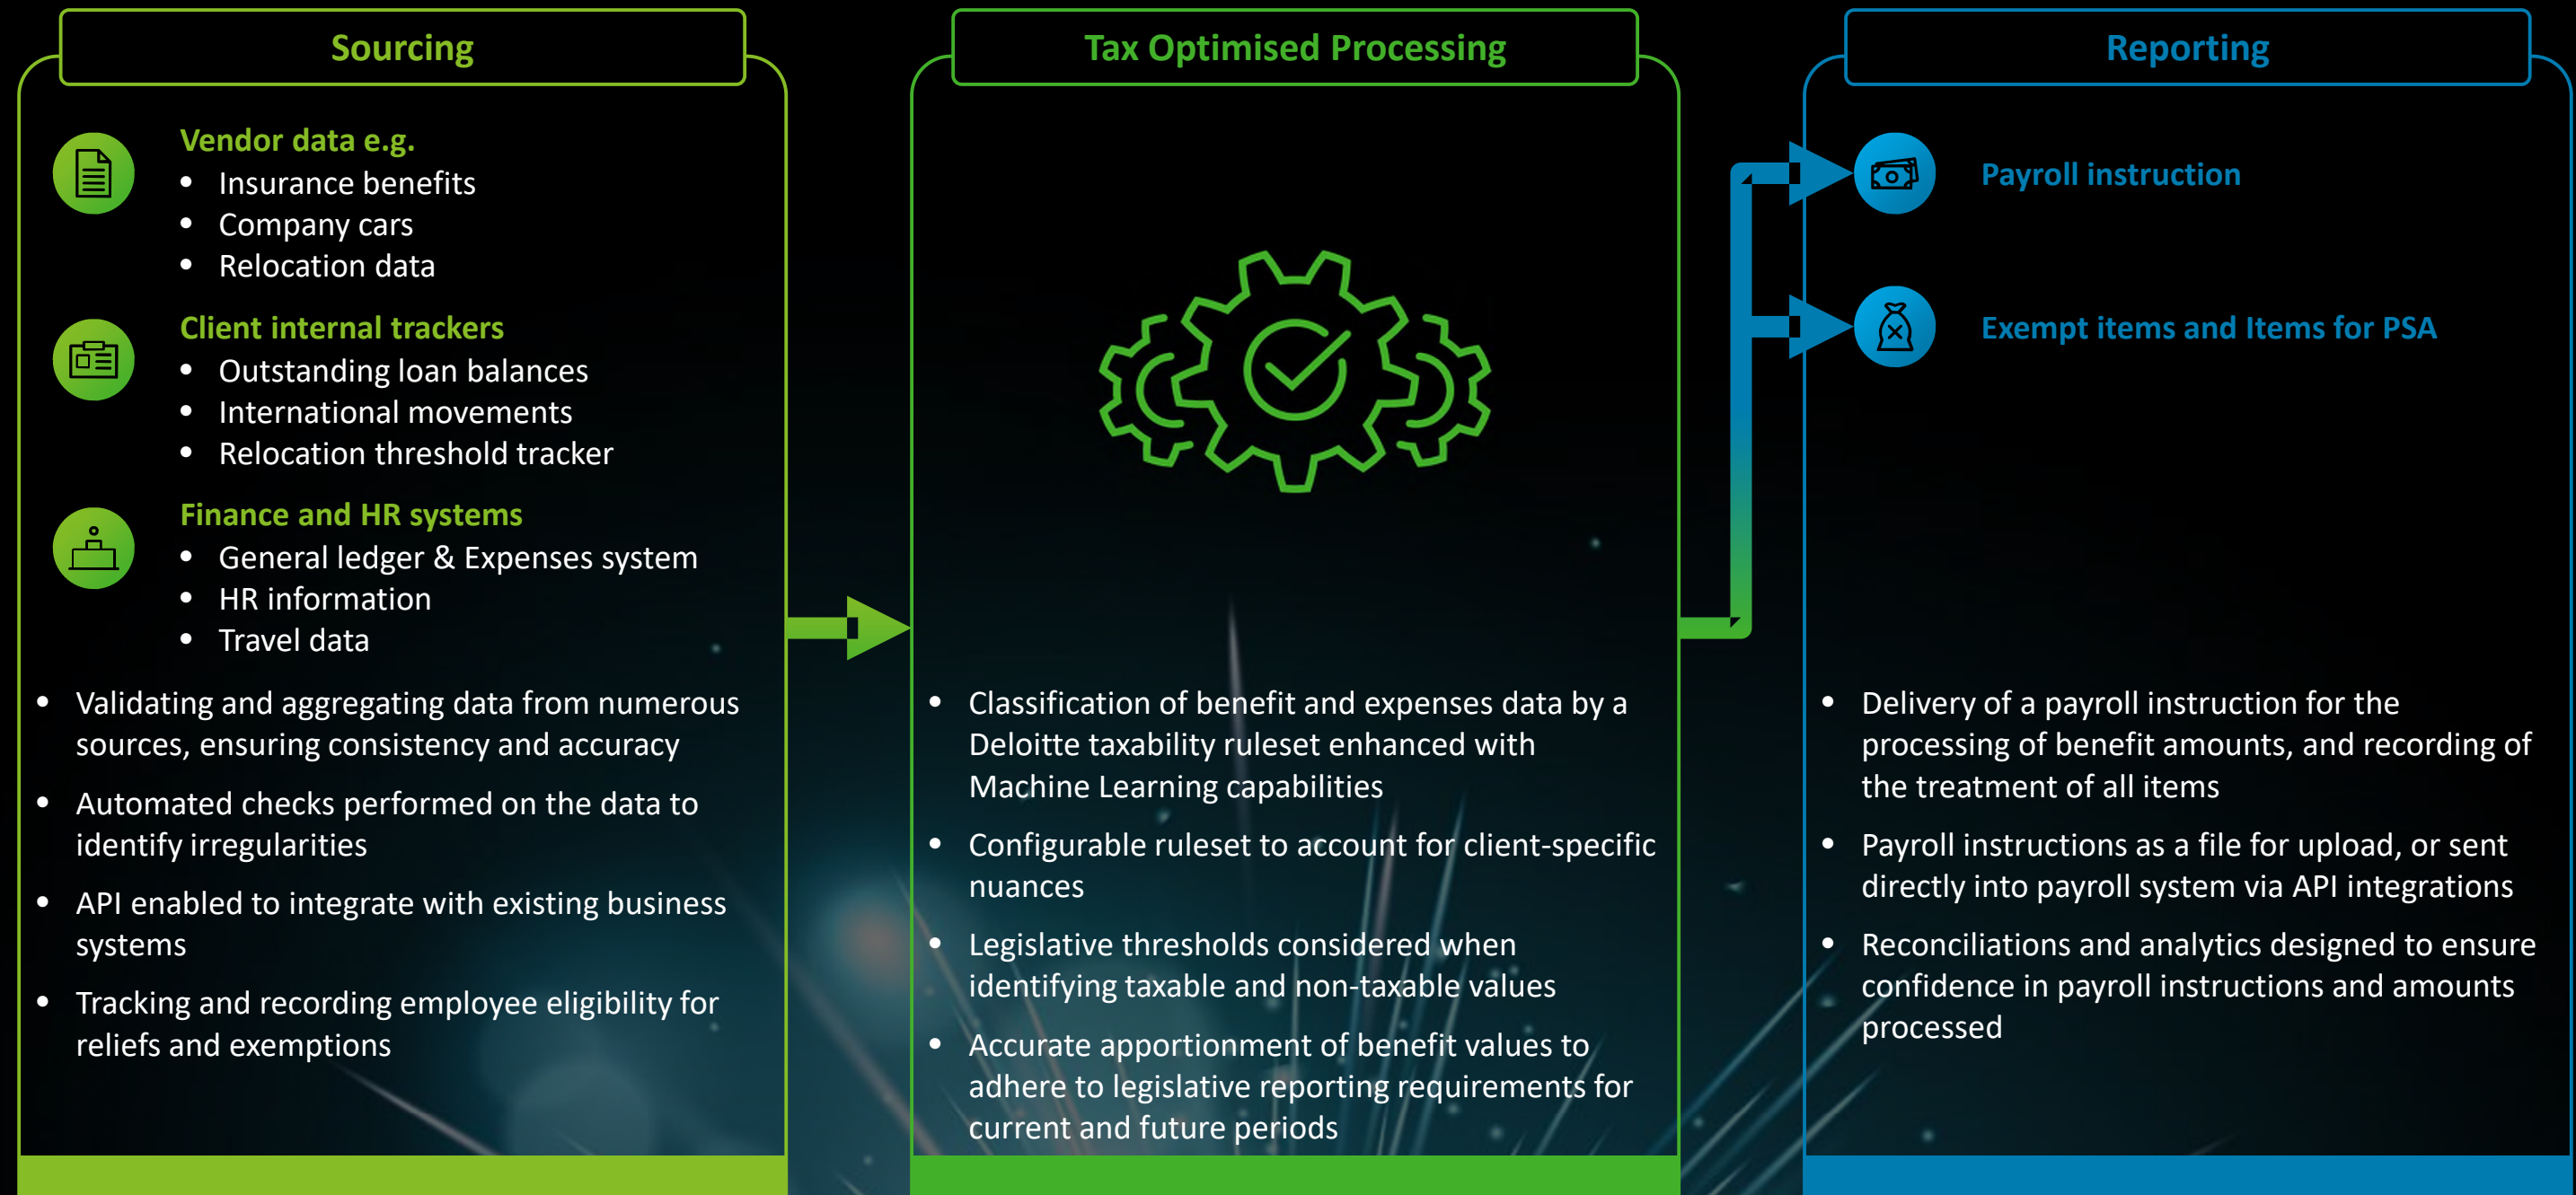 Sourcing
Vendor data e.g.
• Insurance benefits
• Company cars
• Relocation data
Client internal trackers
• Outstanding loan balances
• International movements
• Relocation threshold tracker
Finance and HR systems
• General ledger & Expenses system
• HR information
• Travel data
• Validating and aggregating data from numerous
sources, ensuring consistency and accuracy
• Automated checks performed on the data to
identify irregularities
• API enabled to integrate with existing business
systems
• Tracking and recording employee eligibility for
reliefs and exemptions
Tax Optimised Processing
• Classification of benefit and expenses data by a
Deloitte taxability ruleset enhanced with
Machine Learning capabilities
• Configurable ruleset to account for client-specific
nuances
• Legislative thresholds considered when
identifying taxable and non-taxable values
• Accurate apportionment of benefit values to
adhere to legislative reporting requirements for
current and future periods
Reporting
Payroll instruction
Exempt items and Items for PSA
• Delivery of a payroll instruction for the
processing of benefit amounts, and recording of
the treatment of all items
• Payroll instructions as a file for upload, or sent
directly into payroll system via API integrations
• Reconciliations and analytics designed to ensure
confidence in payroll instructions and amounts
processed